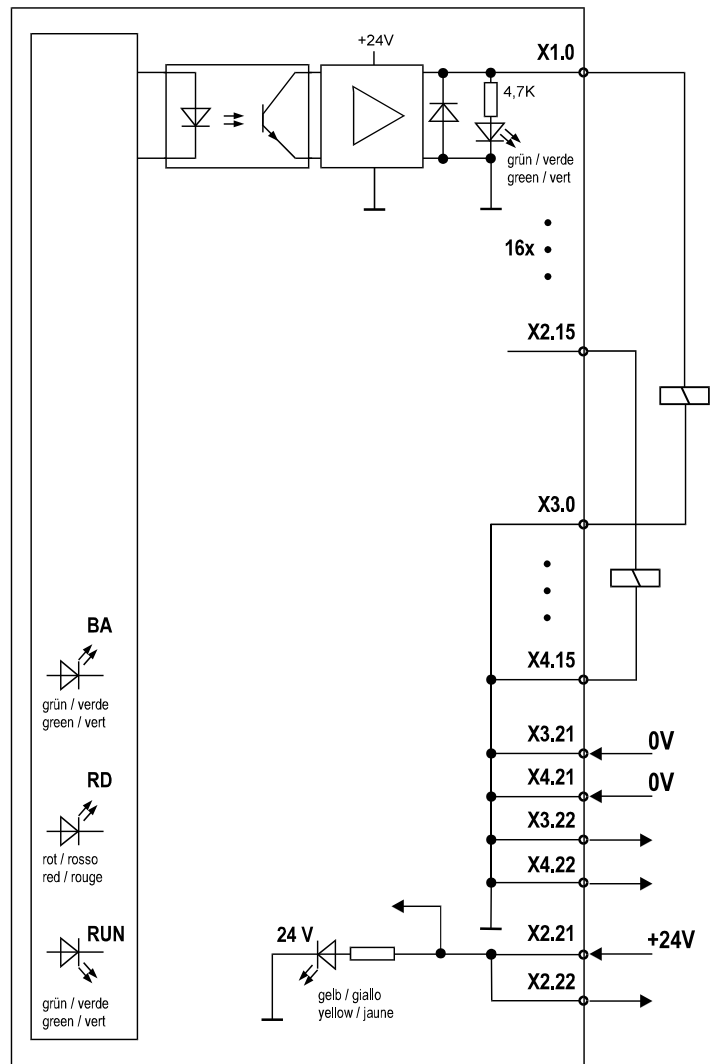 +24V
X1.0
4,7K
grün / verde
green / vert
16x
X2.15
X3.0
BA
grün / verde
green / vert
X4.15
X3.21
0V
X4.21
0V
RD
X3.22
rot / rosso
red / rouge
X4.22
RUN
24 V
X2.21
+24V
X2.22
grün / verde
green / vert
gelb / giallo
yellow / jaune